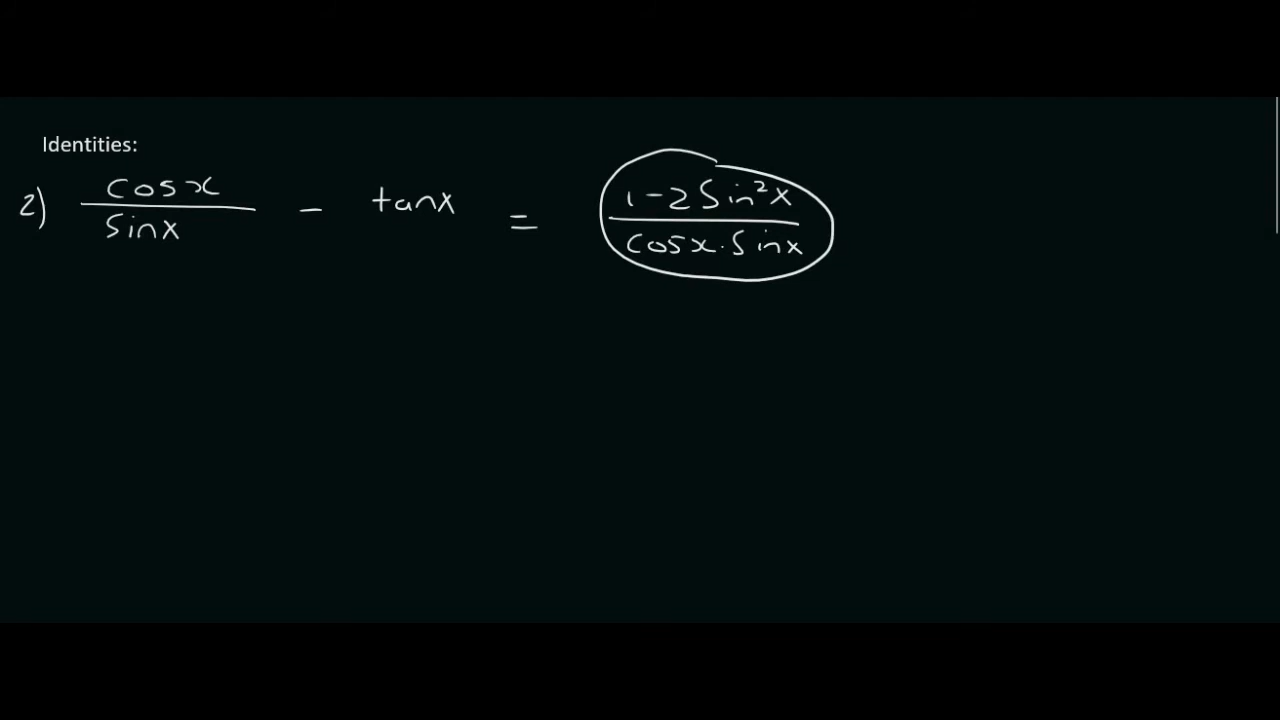 Identities:
2) cosx/sinx - tanx = 1-2sin²x/cosx.sinx